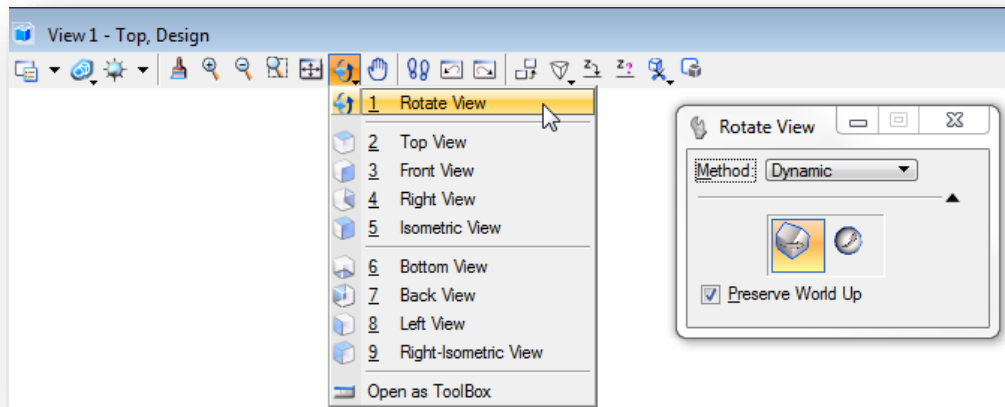 View 1 - Top, Design
1 Rotate View
2 Top View
3 Front View
4 Right View
5 Isometric View
6 Bottom View
7 Back View
8 Left View
9 Right-Isometric View
Open as ToolBox
Rotate View
Method: Dynamic
Preserve World Up